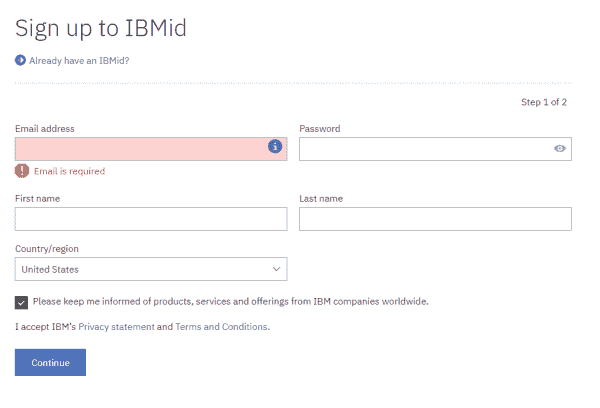 Sign up to IBMid
Already have an IBMid?
Step 1 of 2
Email address
Password
Email is required
First name
Last name
Country/region
United States
Please keep me informed of products, services and offerings from IBM companies worldwide.
I accept IBM's Privacy statement and Terms and Conditions.
Continue